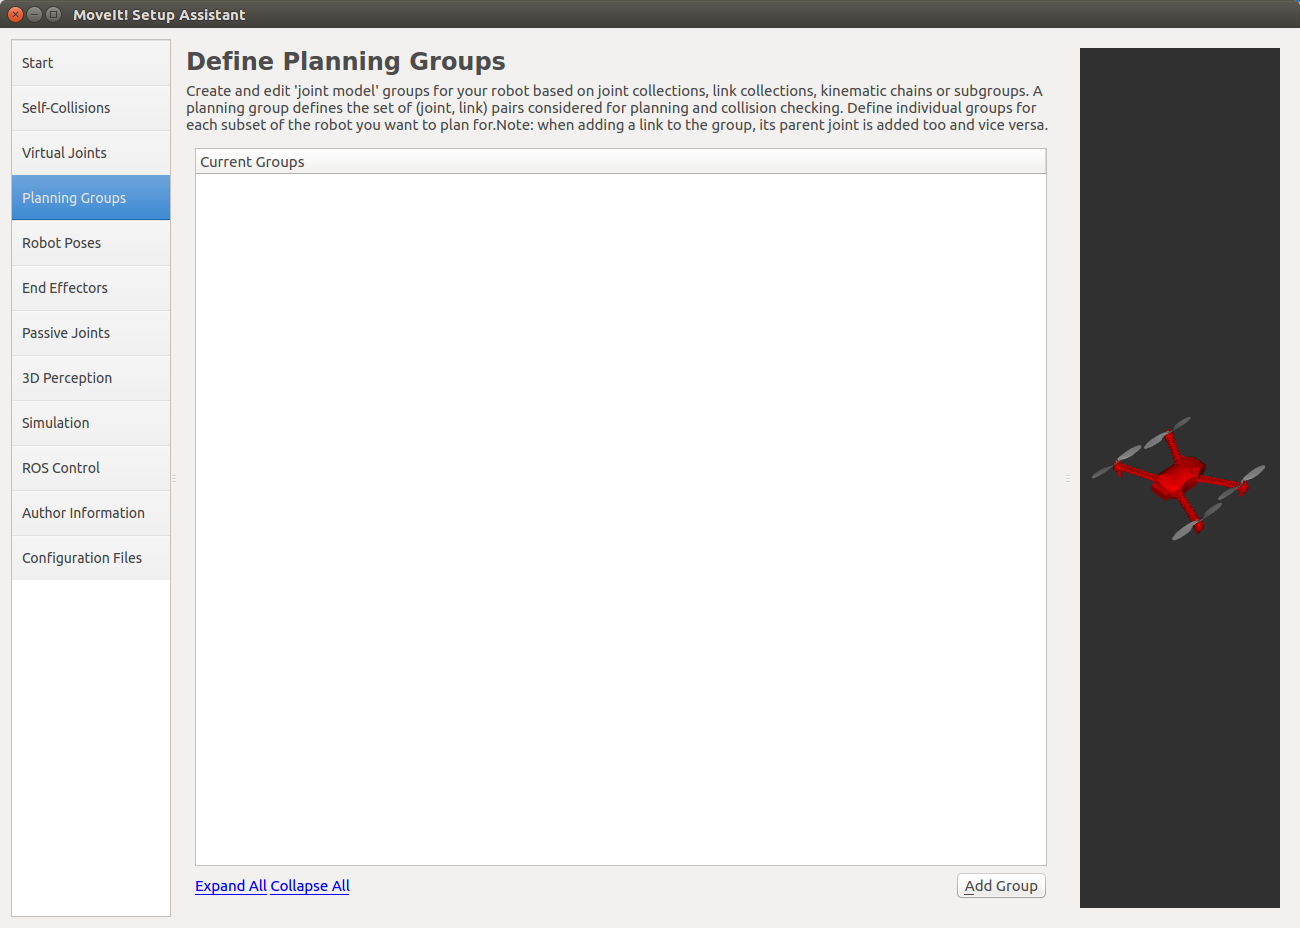 MoveIt! Setup Assistant
Start
Self-Collisions
Virtual Joints
Planning Groups
Robot Poses
End Effectors
Passive Joints
3D Perception
Simulation
ROS Control
Author Information
Configuration Files
Define Planning Groups
Create and edit 'joint model' groups for your robot based on joint collections, link collections, kinematic chains or subgroups. A
planning group defines the set of (joint, link) pairs considered for planning and collision checking. Define individual groups for
each subset of the robot you want to plan for.Note: when adding a link to the group, its parent joint is added too and vice versa.
Current Groups
Expand All Collapse All
Add Group